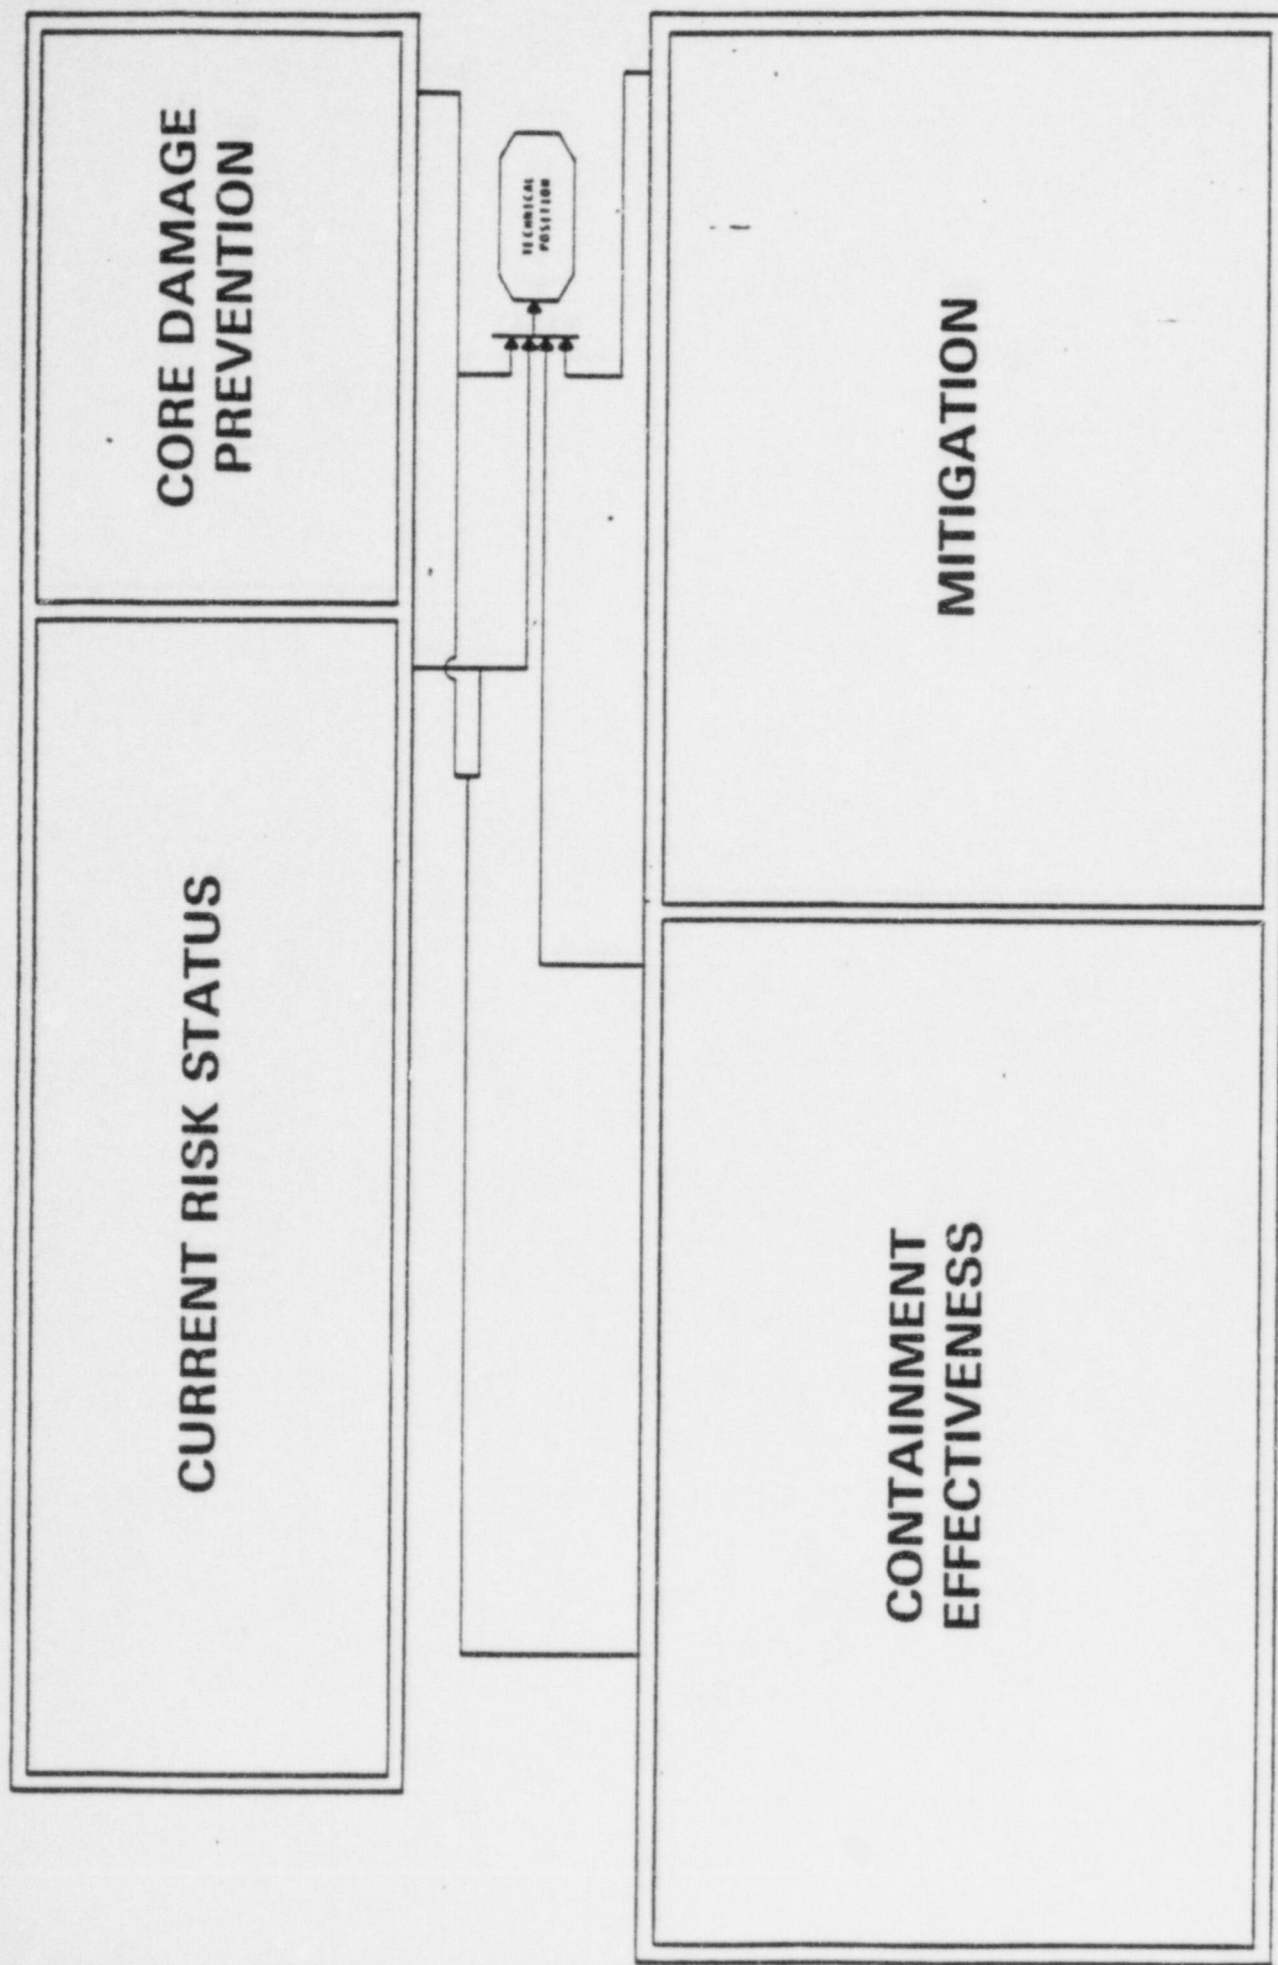 CURRENT RISK STATUS
CORE DAMAGE
PREVENTION
TECHNICAL
POSITION
CONTAINMENT
EFFECTIVENESS
MITIGATION